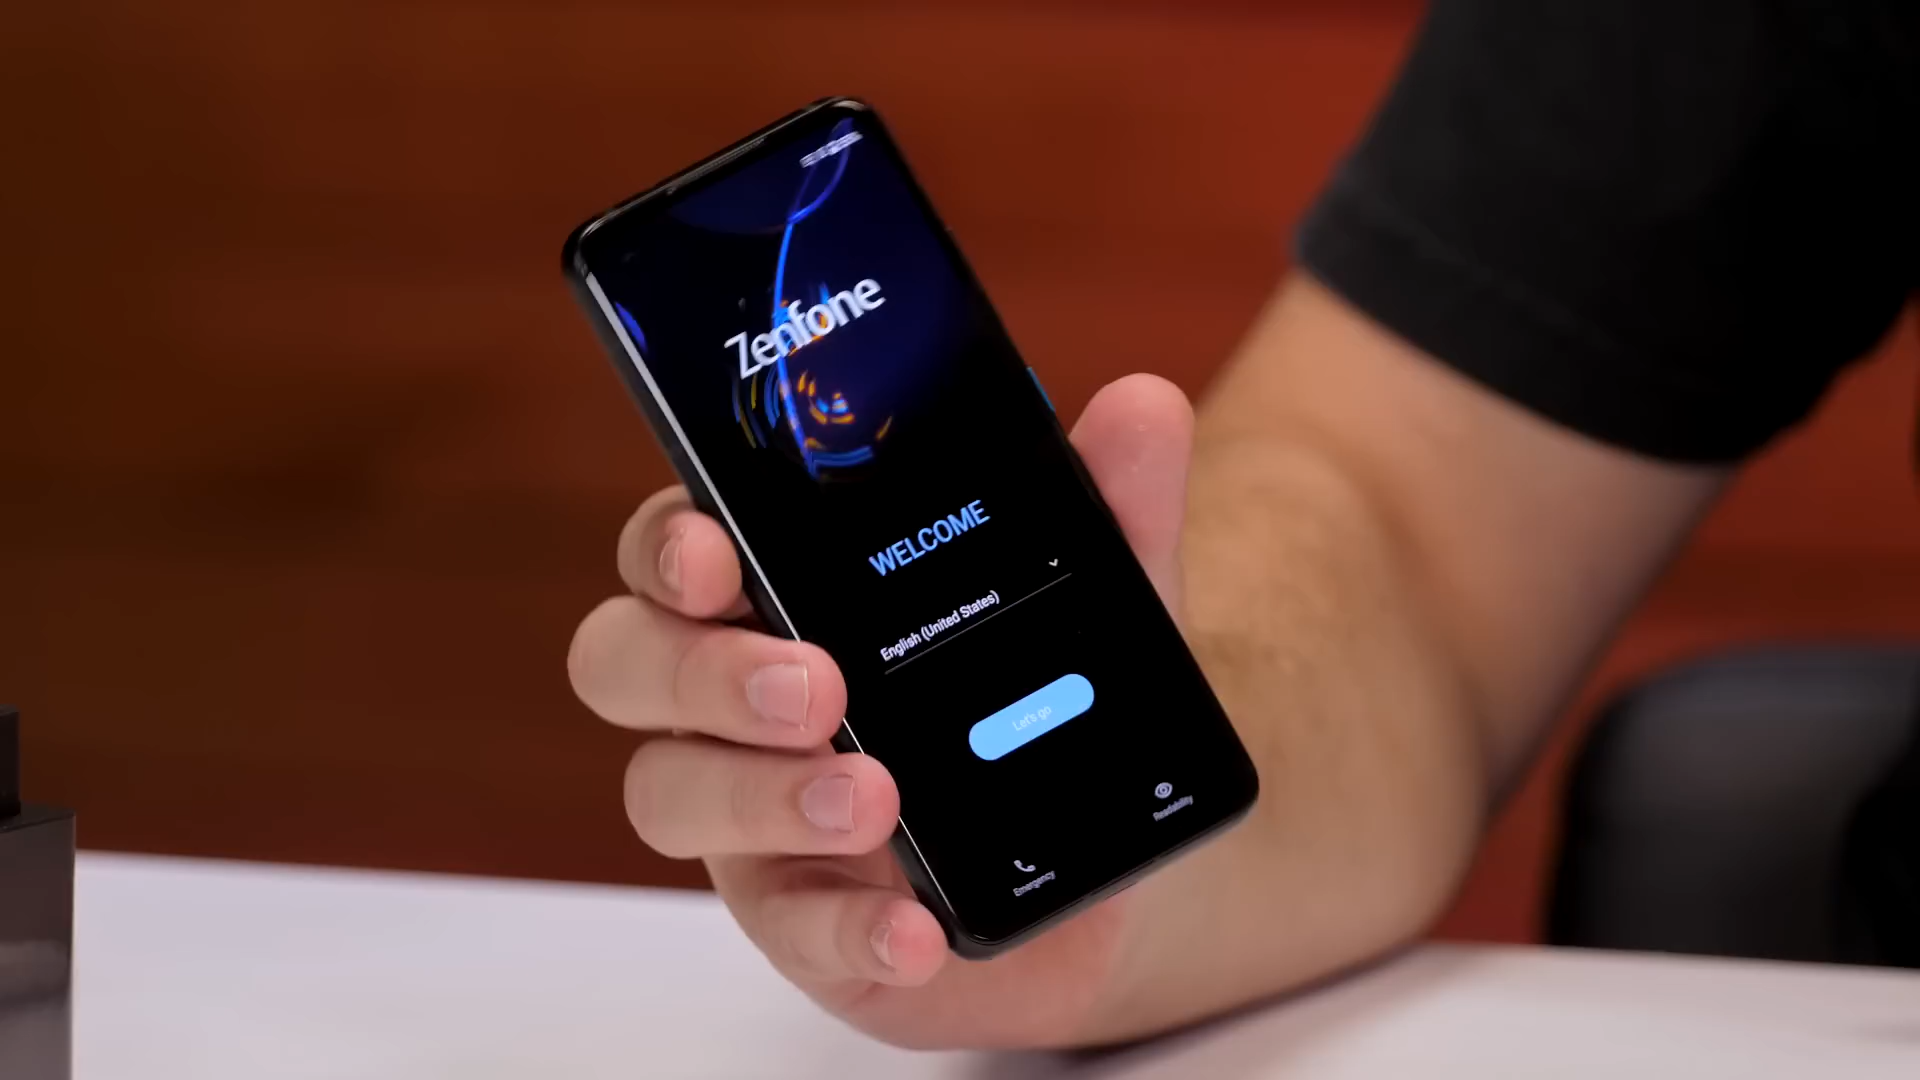 Zenfone
WELCOME
English (United States)
Let's go
Readability
Emergency